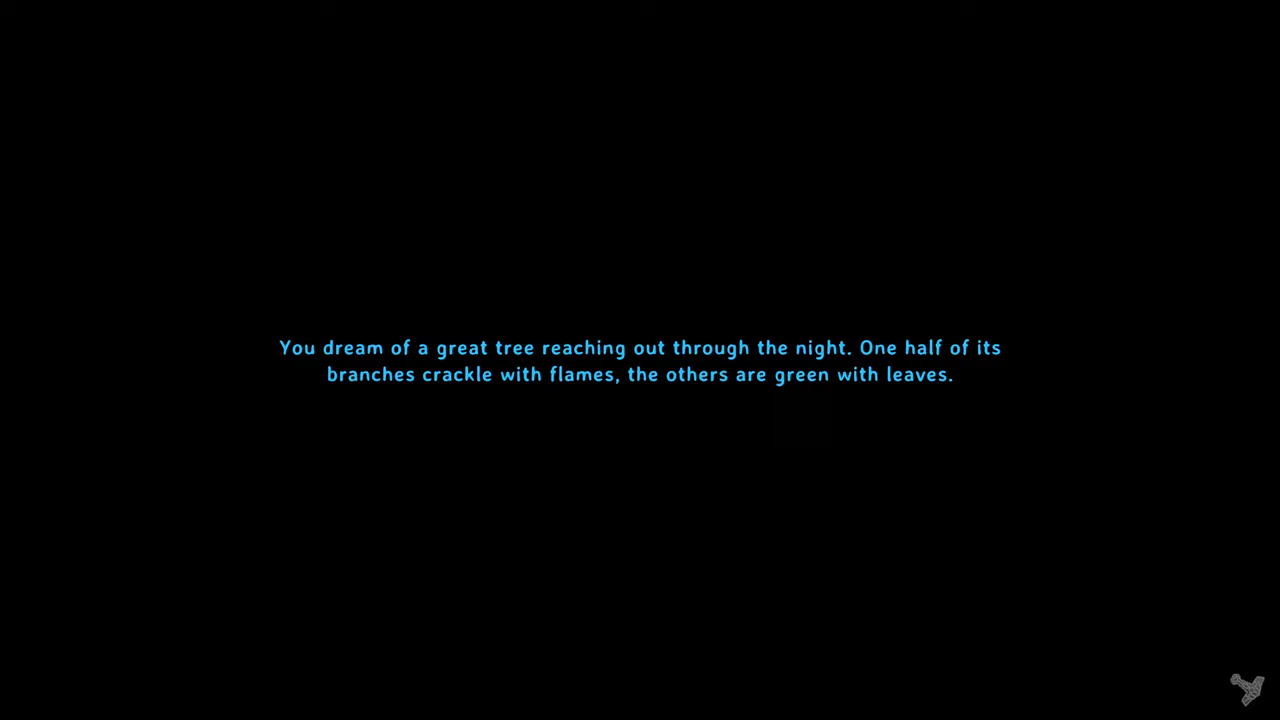 You dream of a great tree reaching out through the night. One half of its
branches crackle with flames, the others are green with leaves.